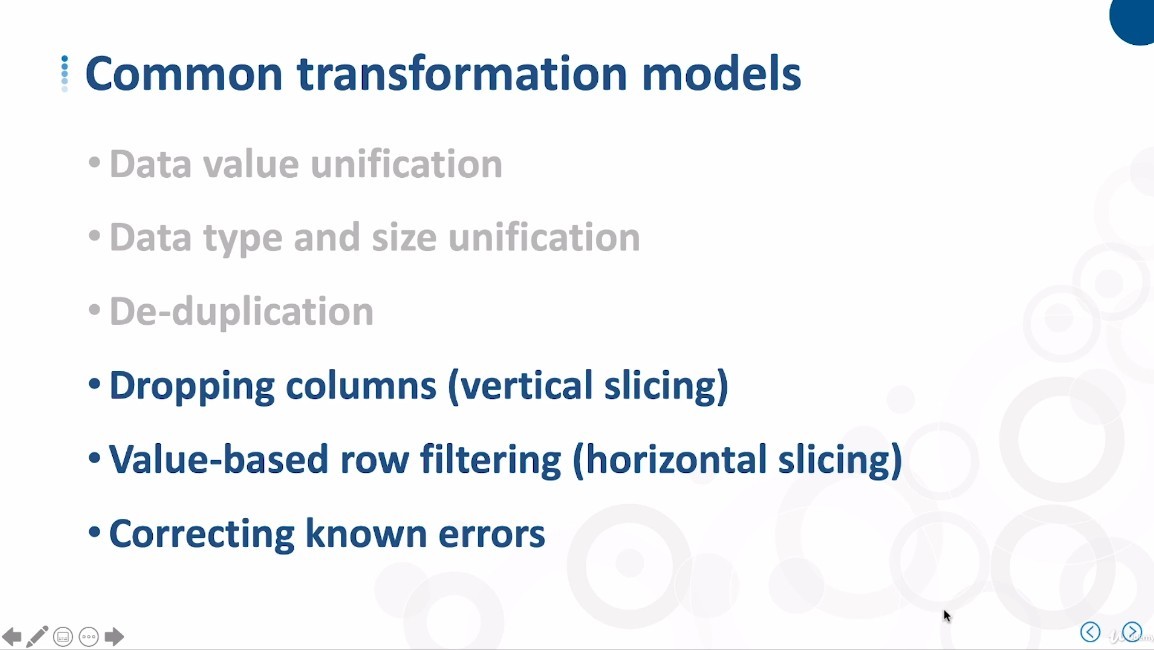 Common transformation models
• Data value unification
• Data type and size unification
• De-duplication
• Dropping columns (vertical slicing)
• Value-based row filtering (horizontal slicing)
• Correcting known errors